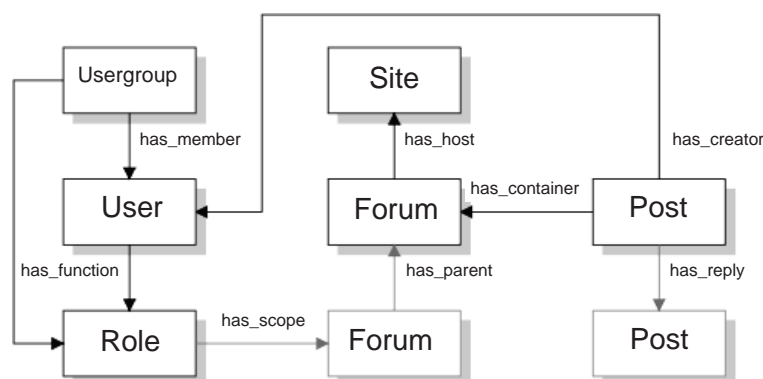 Usergroup
Site
has_member
has_host
has_creator
User
Forum
has_container
Post
has_function
has_parent
has_reply
Role
has_scope
Forum
Post